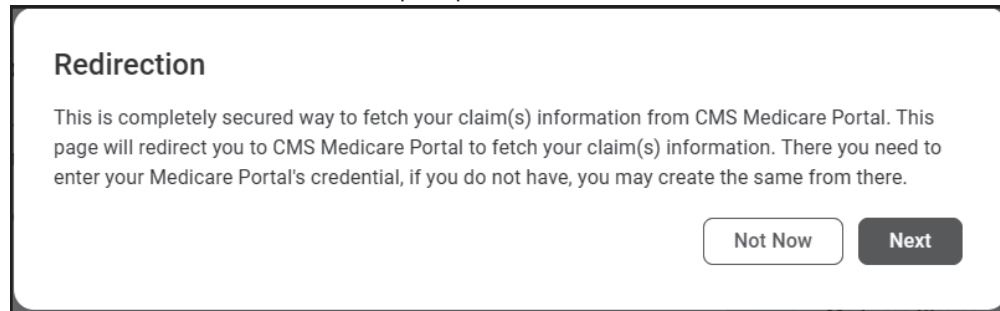 Redirection
This is completely secured way to fetch your claim(s) information from CMS Medicare Portal. This
page will redirect you to CMS Medicare Portal to fetch your claim(s) information. There you need to
enter your Medicare Portal's credential, if you do not have, you may create the same from there.
Not Now
Next